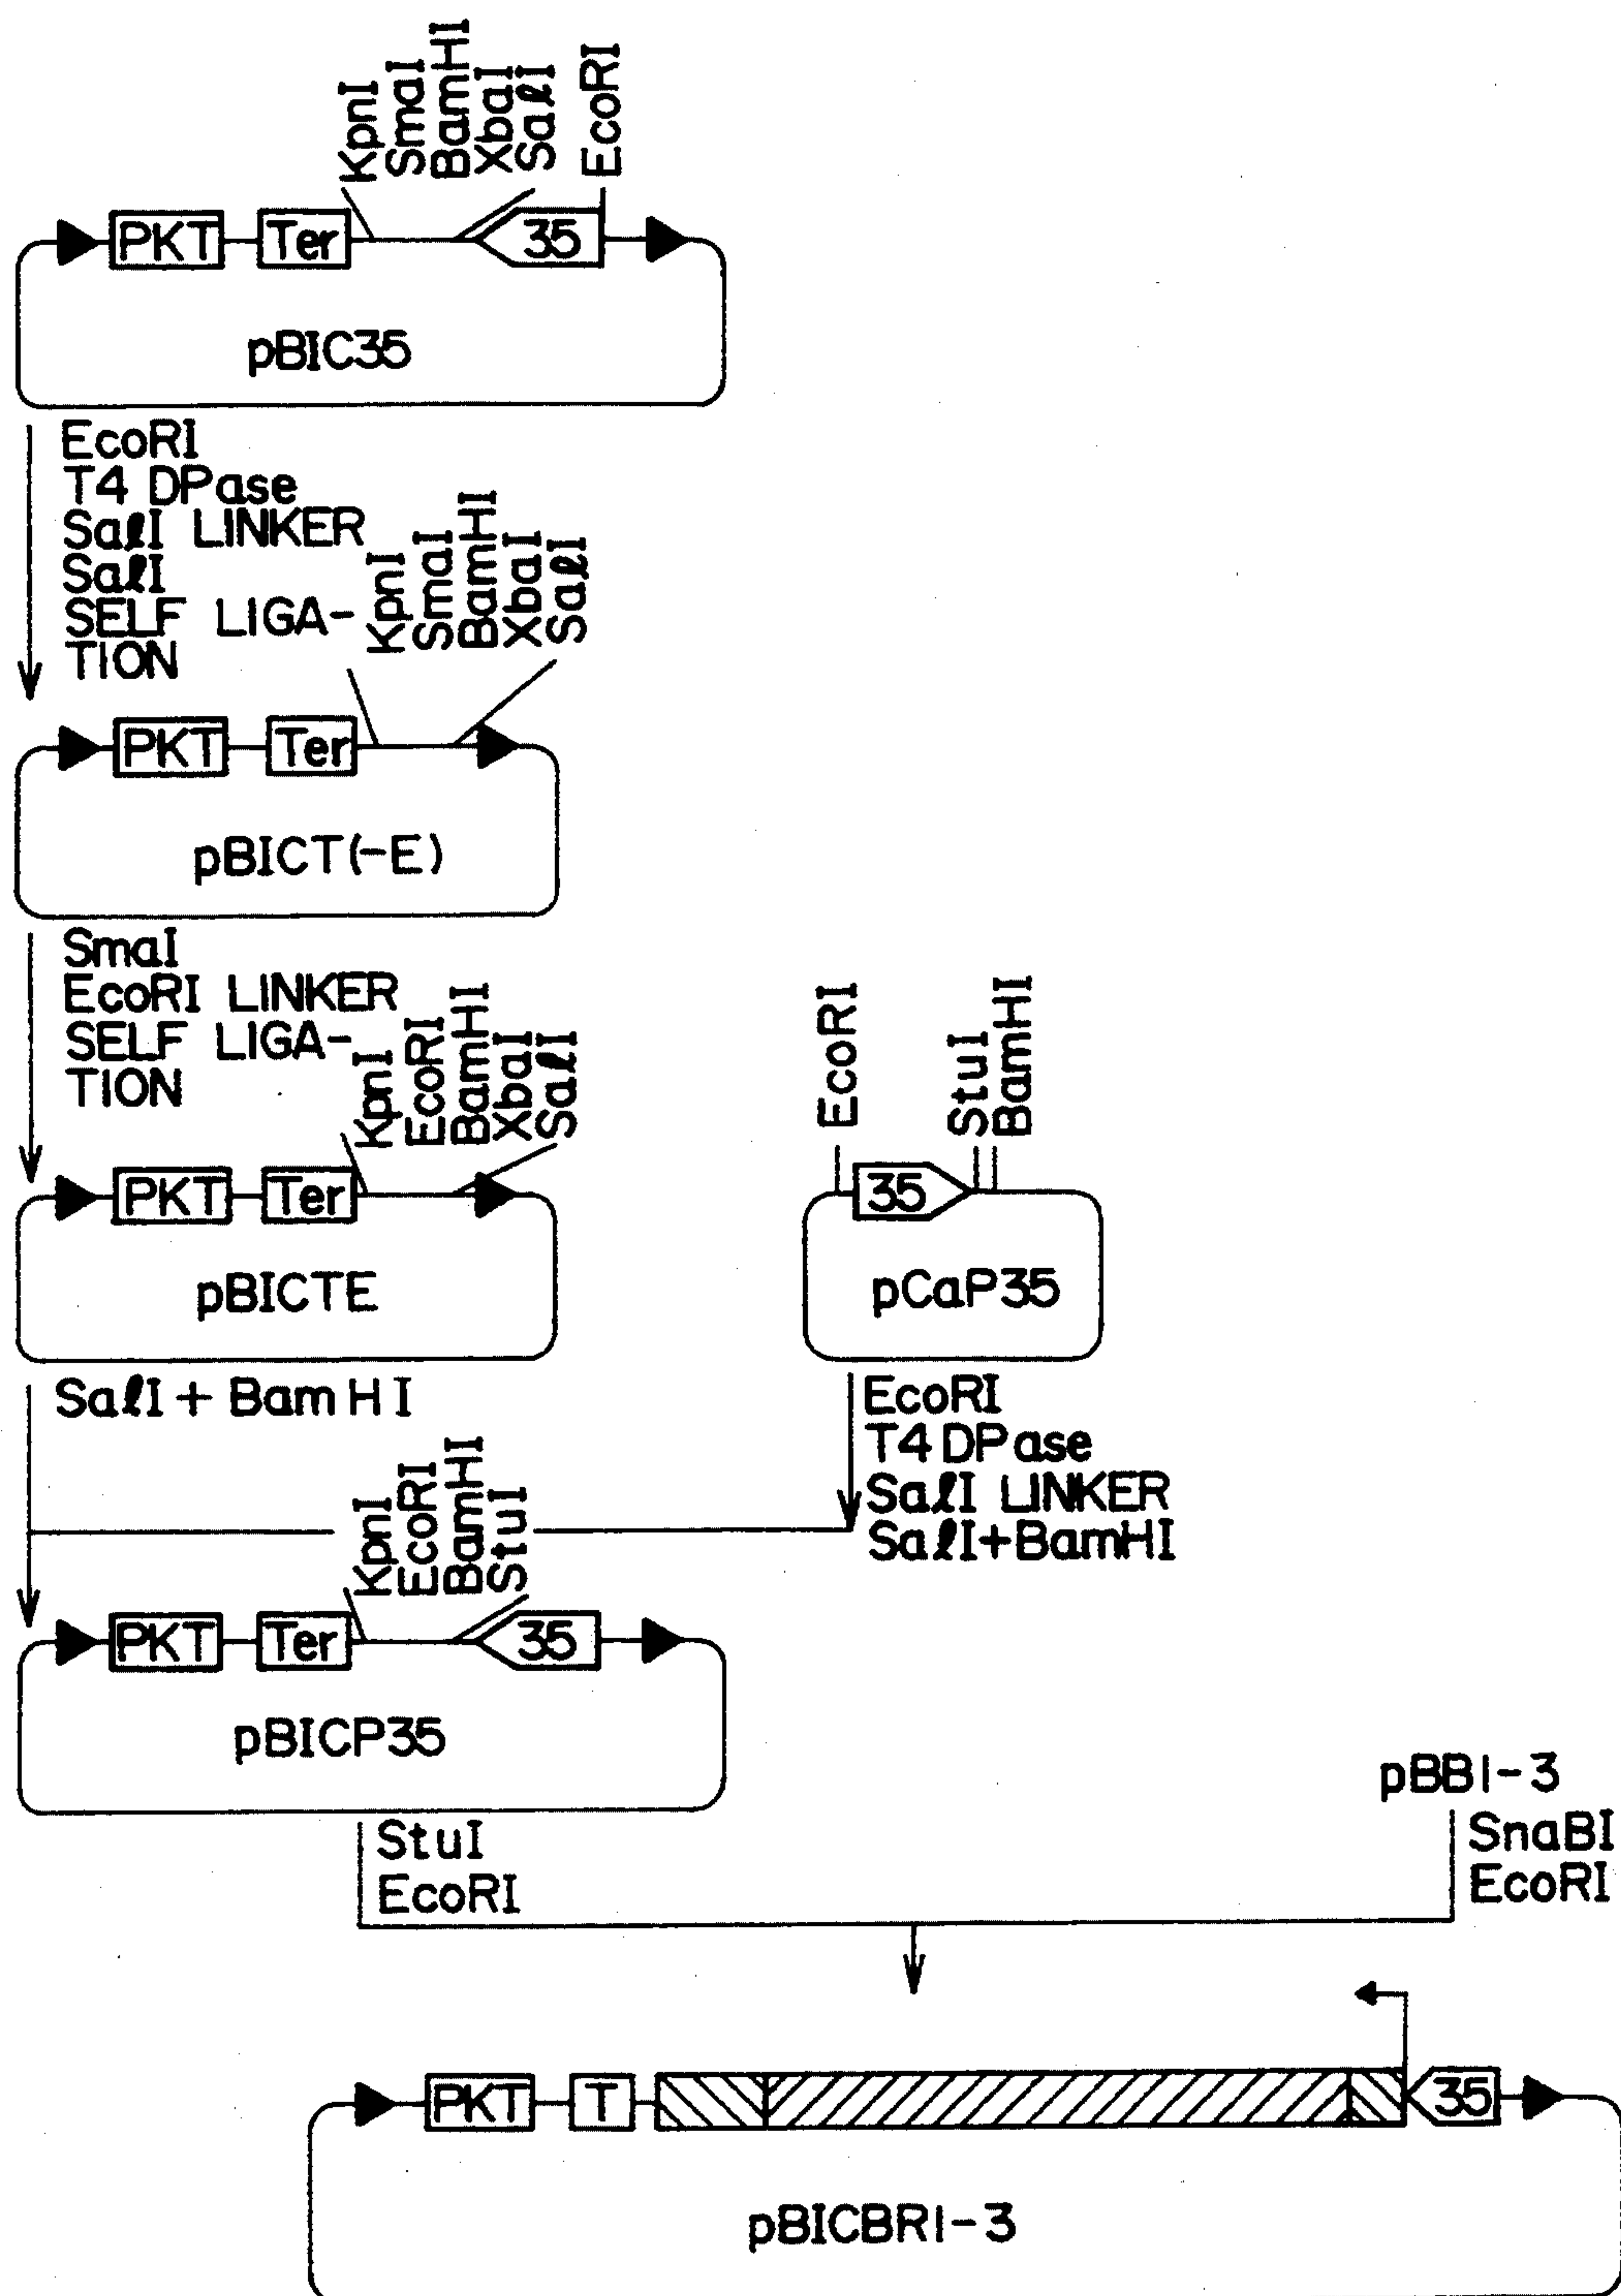 KpnI
SmaI
BamHI
XbaI
SalI
EcoRI
PKT
Ter
35
pBIC35
EcoRI
T4 DPase
SalI LINKER
SalI
SELF LIGA-
TION
KpnI
SmaI
BamHI
XbaI
SalI
PKT
Ter
pBICT(-E)
SmaI
EcoRI LINKER
SELF LIGA-
TION
KpnI
EcoRI
BamHI
XbaI
SalI
PKT
Ter
pBICTE
EcoRI
StuI
BamHI
35
pCaP35
SalI + BamHI
EcoRI
T4 DPase
SalI LINKER
SalI+BamHI
KpnI
EcoRI
BamHI
StuI
PKT
Ter
35
pBICP35
pBB1-3
StuI
EcoRI
SnaBI
EcoRI
PKT
T
35
pBICBR1-3